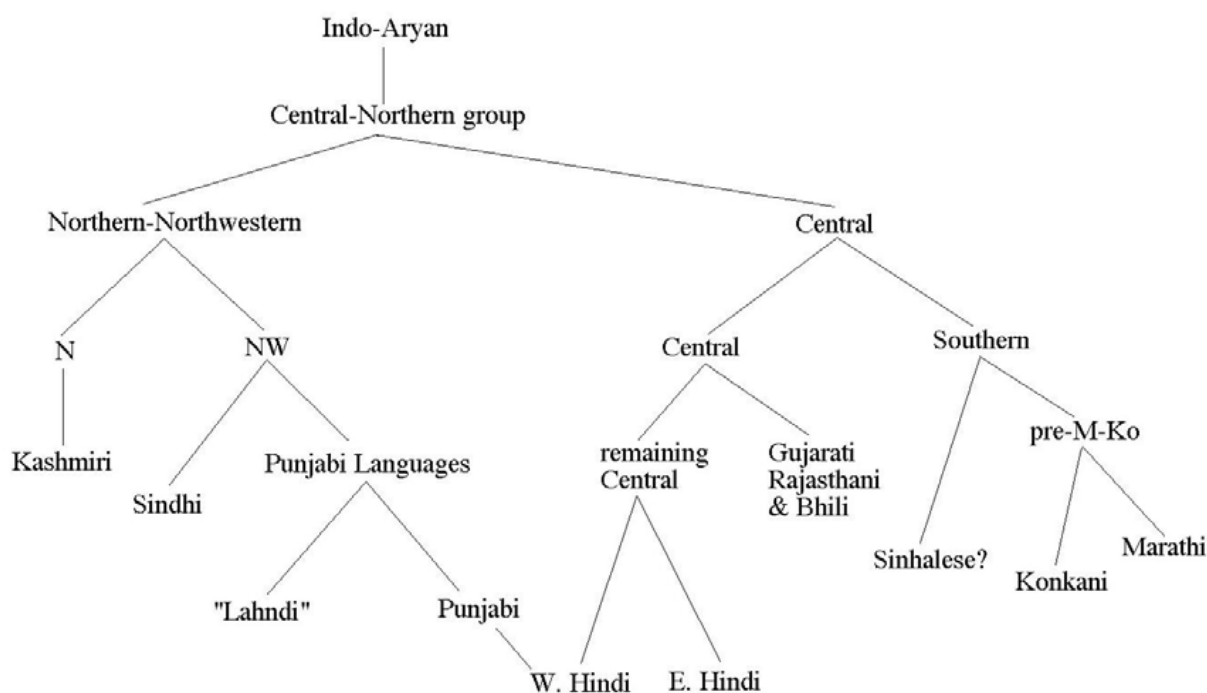 Indo-Aryan
Central-Northern group
Northern-Northwestern
Central
N
NW
Central
Southern
Kashmiri
Sindhi
Punjabi Languages
remaining
Central
Gujarati
Rajasthani
& Bhili
pre-M-Ko
"Lahndi"
Punjabi
Sinhalese?
Konkani
Marathi
W. Hindi
E. Hindi